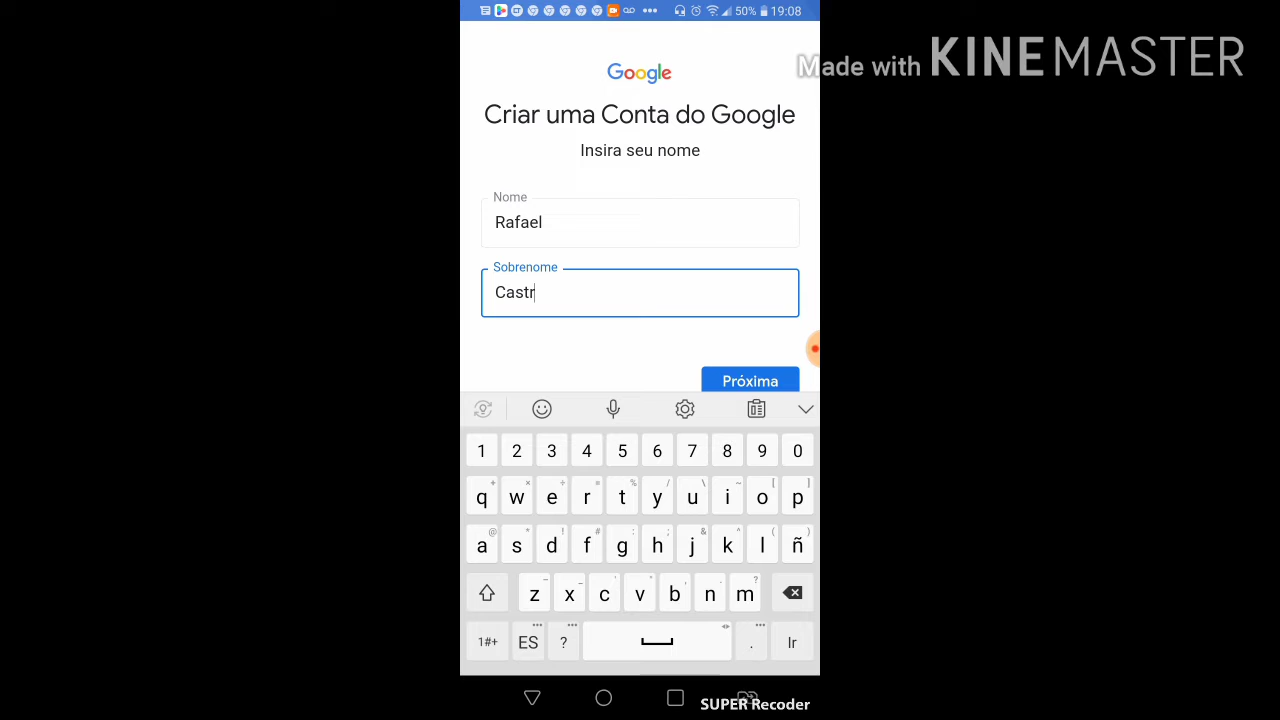 50% 19:08
Made with KINEMASTER
Google
Criar uma Conta do Google
Insira seu nome
Nome
Rafael
Sobrenome
Castr
Próxima
1 2 3 4 5 6 7 8 9 0
+ × ÷ = % / \ ~ [ ]
q w e r t y u i o p
@ * ! # : ; & ^ ( )
a s d f g h j k l ñ
z x c v b n m
1#+ ES ? . Ir
SUPER Recoder